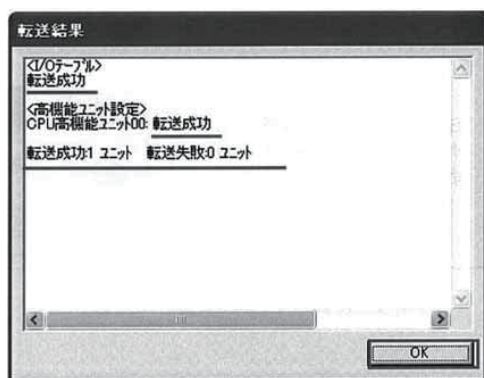 転送結果
<I/Oテーブル>
転送成功
<高機能ユニット設定>
CPU高機能ユニット00: 転送成功
転送成功:1 ユニット 転送失敗:0 ユニット
OK